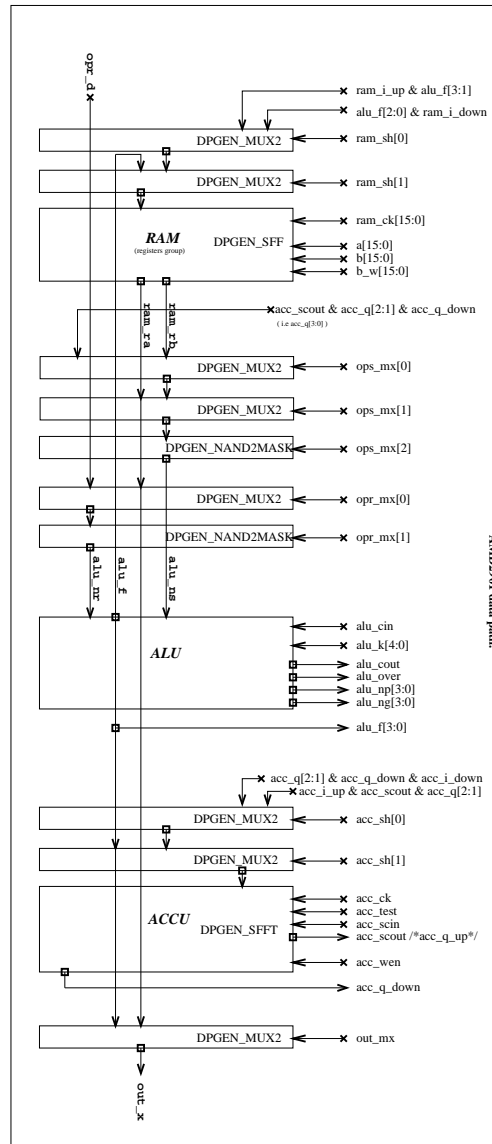 opr_d
ram_i_up & alu_f[3:1]
alu_f[2:0] & ram_i_down
DPGEN_MUX2
ram_sh[0]
DPGEN_MUX2
ram_sh[1]
RAM
(registers group)
DPGEN_SFF
ram_ck[15:0]
a[15:0]
b[15:0]
b_w[15:0]
ram_ra
ram_rb
acc_scout & acc_q[2:1] & acc_q_down
( i.e acc_q[3:0] )
DPGEN_MUX2
ops_mx[0]
DPGEN_MUX2
ops_mx[1]
DPGEN_NAND2MASK
ops_mx[2]
DPGEN_MUX2
opr_mx[0]
DPGEN_NAND2MASK
opr_mx[1]
alu_nr
alu_f
alu_ns
ALU
alu_cin
alu_k[4:0]
alu_cout
alu_over
alu_np[3:0]
alu_ng[3:0]
alu_f[3:0]
acc_q[2:1] & acc_q_down & acc_i_down
acc_i_up & acc_scout & acc_q[2:1]
DPGEN_MUX2
acc_sh[0]
DPGEN_MUX2
acc_sh[1]
ACCU
DPGEN_SFFT
acc_ck
acc_test
acc_scin
acc_scout /*acc_q_up*/
acc_wen
acc_q_down
DPGEN_MUX2
out_mx
out_x